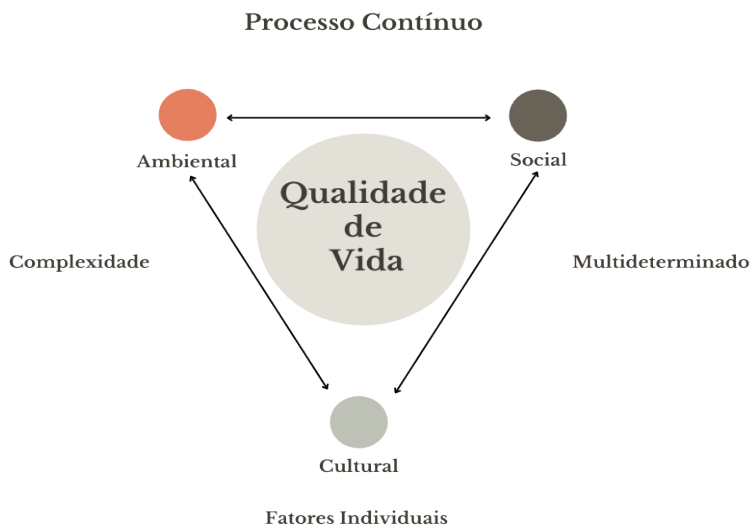 Processo Contínuo
Ambiental
Social
Qualidade
de
Vida
Complexidade
Multideterminado
Cultural
Fatores Individuais